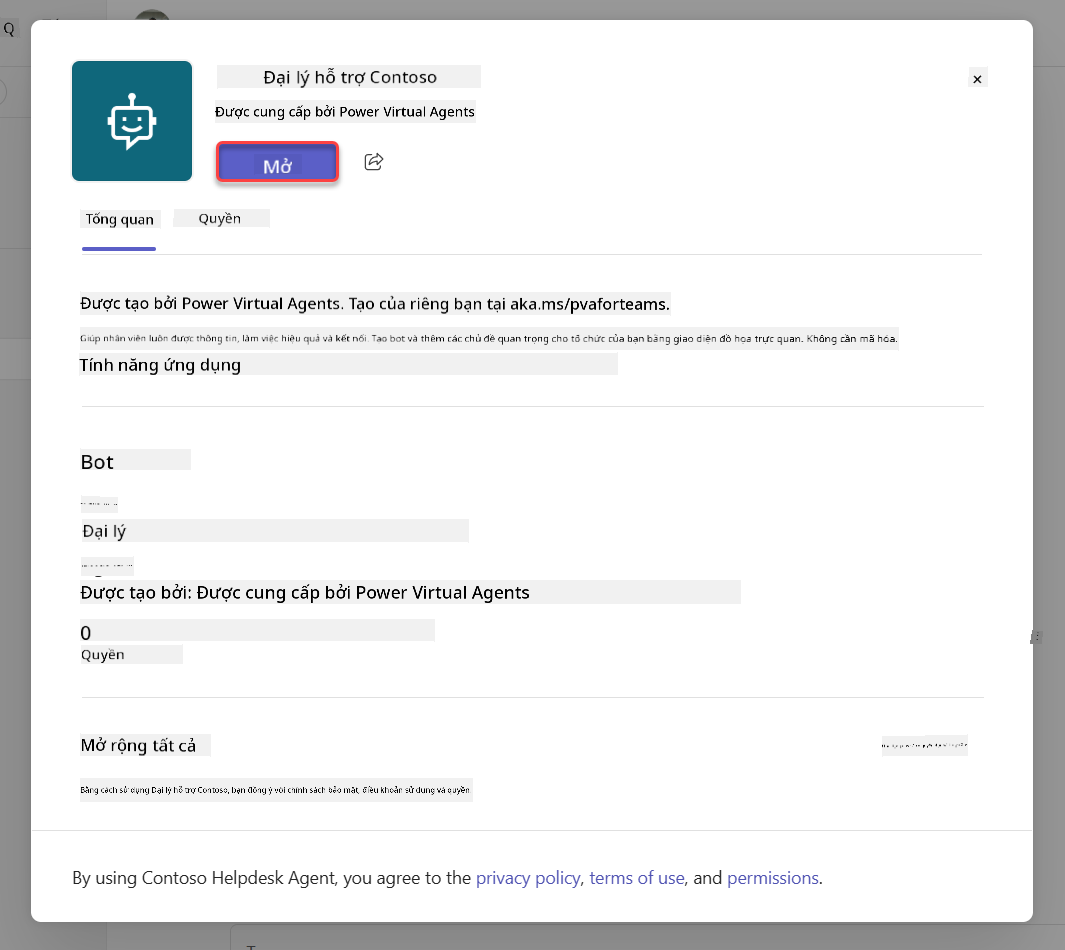 Q
Đại lý hỗ trợ Contoso
Được cung cấp bởi Power Virtual Agents
Mở
Tổng quan
Quyền
Được tạo bởi Power Virtual Agents. Tạo của riêng bạn tại aka.ms/pvaforteams.
Giúp nhân viên luôn được thông tin, làm việc hiệu quả và kết nối. Tạo bot và thêm các chủ đề quan trọng cho tổ chức của bạn bằng giao diện đồ họa trực quan. Không cần mã hóa.
Tính năng ứng dụng
Bot
Đại lý
Được tạo bởi: Được cung cấp bởi Power Virtual Agents
0
Quyền
Mở rộng tất cả
Bằng cách sử dụng Đại lý hỗ trợ Contoso, bạn đồng ý với chính sách bảo mật, điều khoản sử dụng và quyền
By using Contoso Helpdesk Agent, you agree to the privacy policy, terms of use, and permissions.